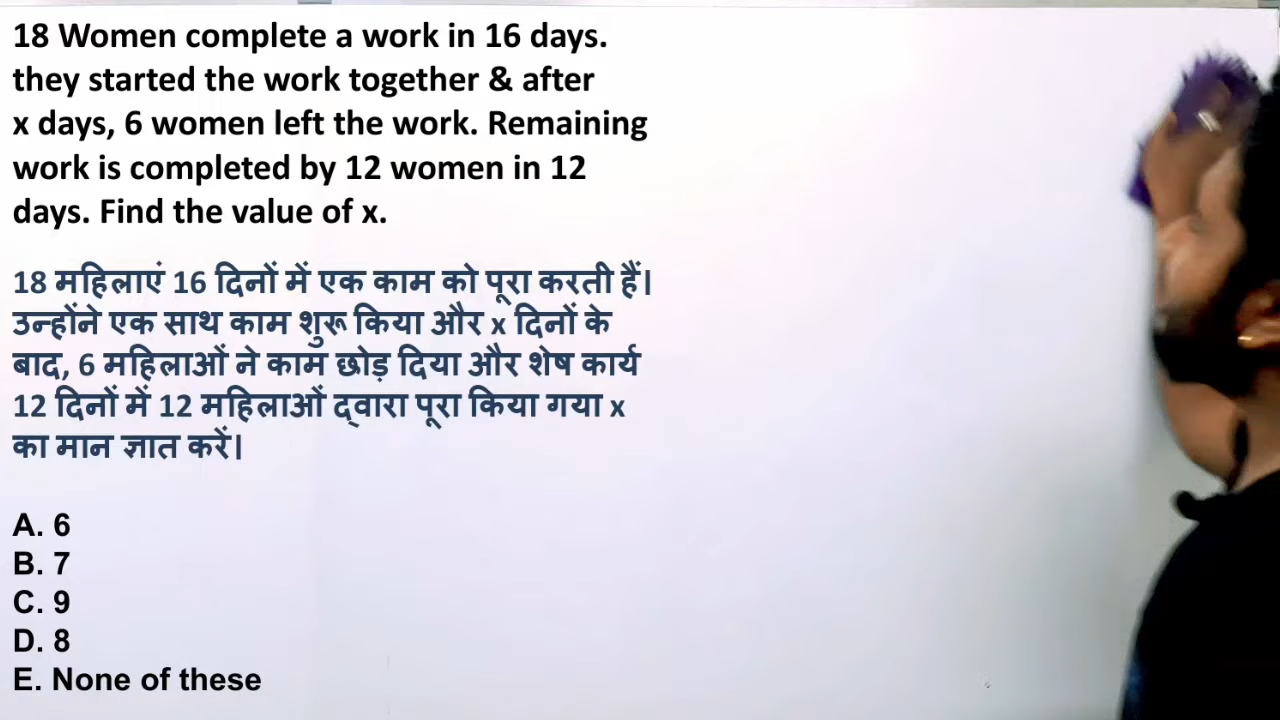 18 Women complete a work in 16 days.
they started the work together & after
x days, 6 women left the work. Remaining
work is completed by 12 women in 12
days. Find the value of x.
18 महिलाएं 16 दिनों में एक काम को पूरा करती हैं।
उन्होंने एक साथ काम शुरू किया और x दिनों के
बाद, 6 महिलाओं ने काम छोड़ दिया और शेष कार्य
12 दिनों में 12 महिलाओं द्वारा पूरा किया गया x
का मान ज्ञात करें।
A. 6
B. 7
C. 9
D. 8
E. None of these